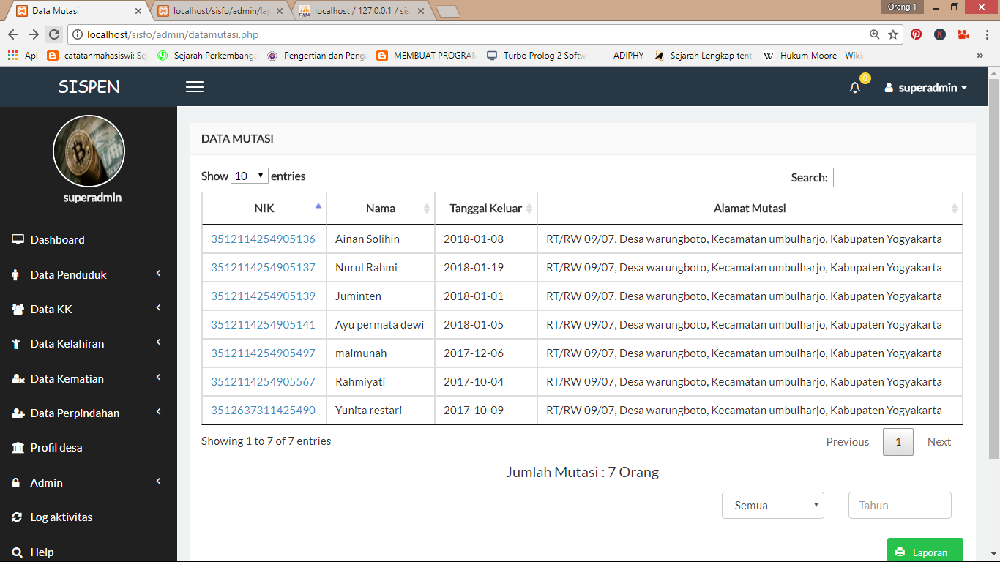 Data Mutasi
localhost/sisfo/admin/la
localhost / 127.0.0.1 / sis
Orang 1
localhost/sisfo/admin/datamutasi.php
Apl
catatanmahasiswi: Se
Sejarah Perkembang
Pengertian dan Peng
MEMBUAT PROGRAM
Turbo Prolog 2 Softw
ADIPHY
Sejarah Lengkap tent
Hukum Moore - Wiki
SISPEN
0
superadmin
superadmin
Dashboard
Data Penduduk
Data KK
Data Kelahiran
Data Kematian
Data Perpindahan
Profil desa
Admin
Log aktivitas
Help
DATA MUTASI
Show 10 entries
Search:
NIK Nama Tanggal Keluar Alamat Mutasi
3512114254905136 Ainan Solihin 2018-01-08 RT/RW 09/07, Desa warungboto, Kecamatan umbulharjo, Kabupaten Yogyakarta
3512114254905137 Nurul Rahmi 2018-01-19 RT/RW 09/07, Desa warungboto, Kecamatan umbulharjo, Kabupaten Yogyakarta
3512114254905139 Juminten 2018-01-01 RT/RW 09/07, Desa warungboto, Kecamatan umbulharjo, Kabupaten Yogyakarta
3512114254905141 Ayu permata dewi 2018-01-05 RT/RW 09/07, Desa warungboto, Kecamatan umbulharjo, Kabupaten Yogyakarta
3512114254905497 maimunah 2017-12-06 RT/RW 09/07, Desa warungboto, Kecamatan umbulharjo, Kabupaten Yogyakarta
3512114254905567 Rahmiyati 2017-10-04 RT/RW 09/07, Desa warungboto, Kecamatan umbulharjo, Kabupaten Yogyakarta
3512637311425490 Yunita restari 2017-10-09 RT/RW 09/07, Desa warungboto, Kecamatan umbulharjo, Kabupaten Yogyakarta
Showing 1 to 7 of 7 entries
Previous 1 Next
Jumlah Mutasi : 7 Orang
Semua
Tahun
Laporan